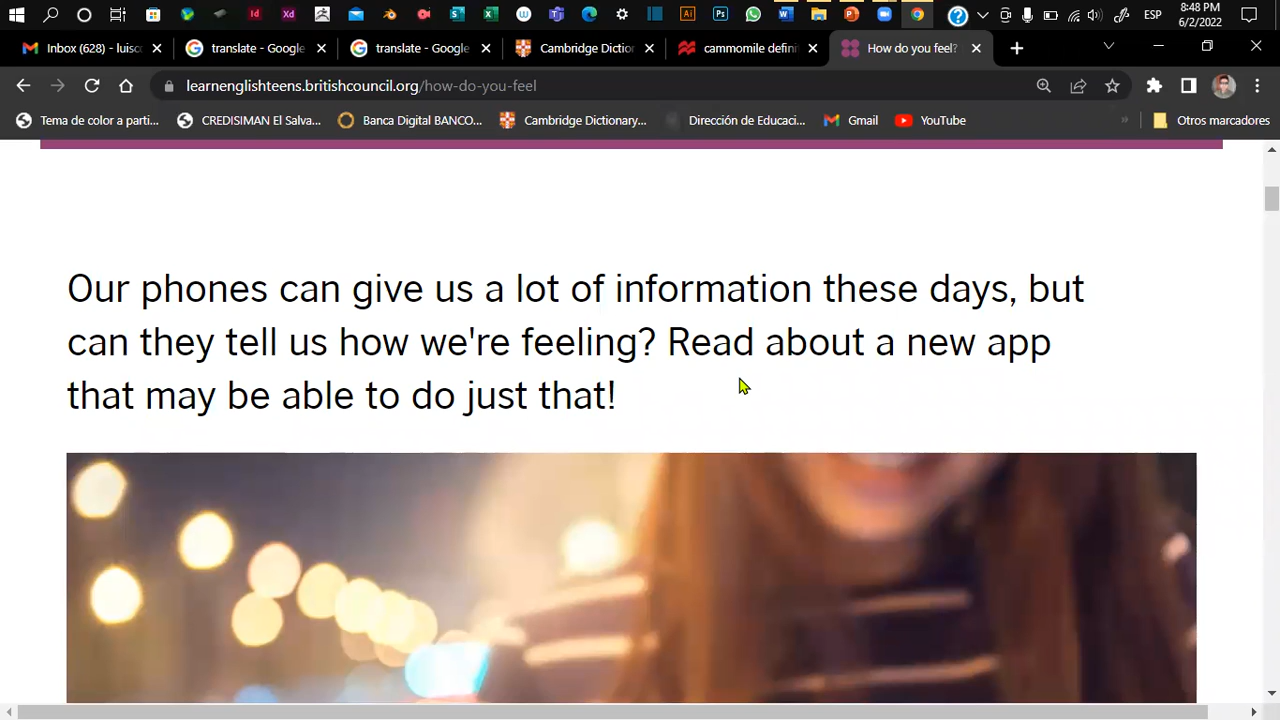 8:48 PM
ESP
6/2/2022
Inbox (628) - luisco
translate - Google
translate - Google
Cambridge Diction
cammomile defini
How do you feel?
learnenglishteens.britishcouncil.org/how-do-you-feel
Tema de color a parti...
CREDISIMAN El Salva...
Banca Digital BANCO...
Cambridge Dictionary...
Dirección de Educaci...
Gmail
YouTube
»
Otros marcadores
Our phones can give us a lot of information these days, but
can they tell us how we're feeling? Read about a new app
that may be able to do just that!